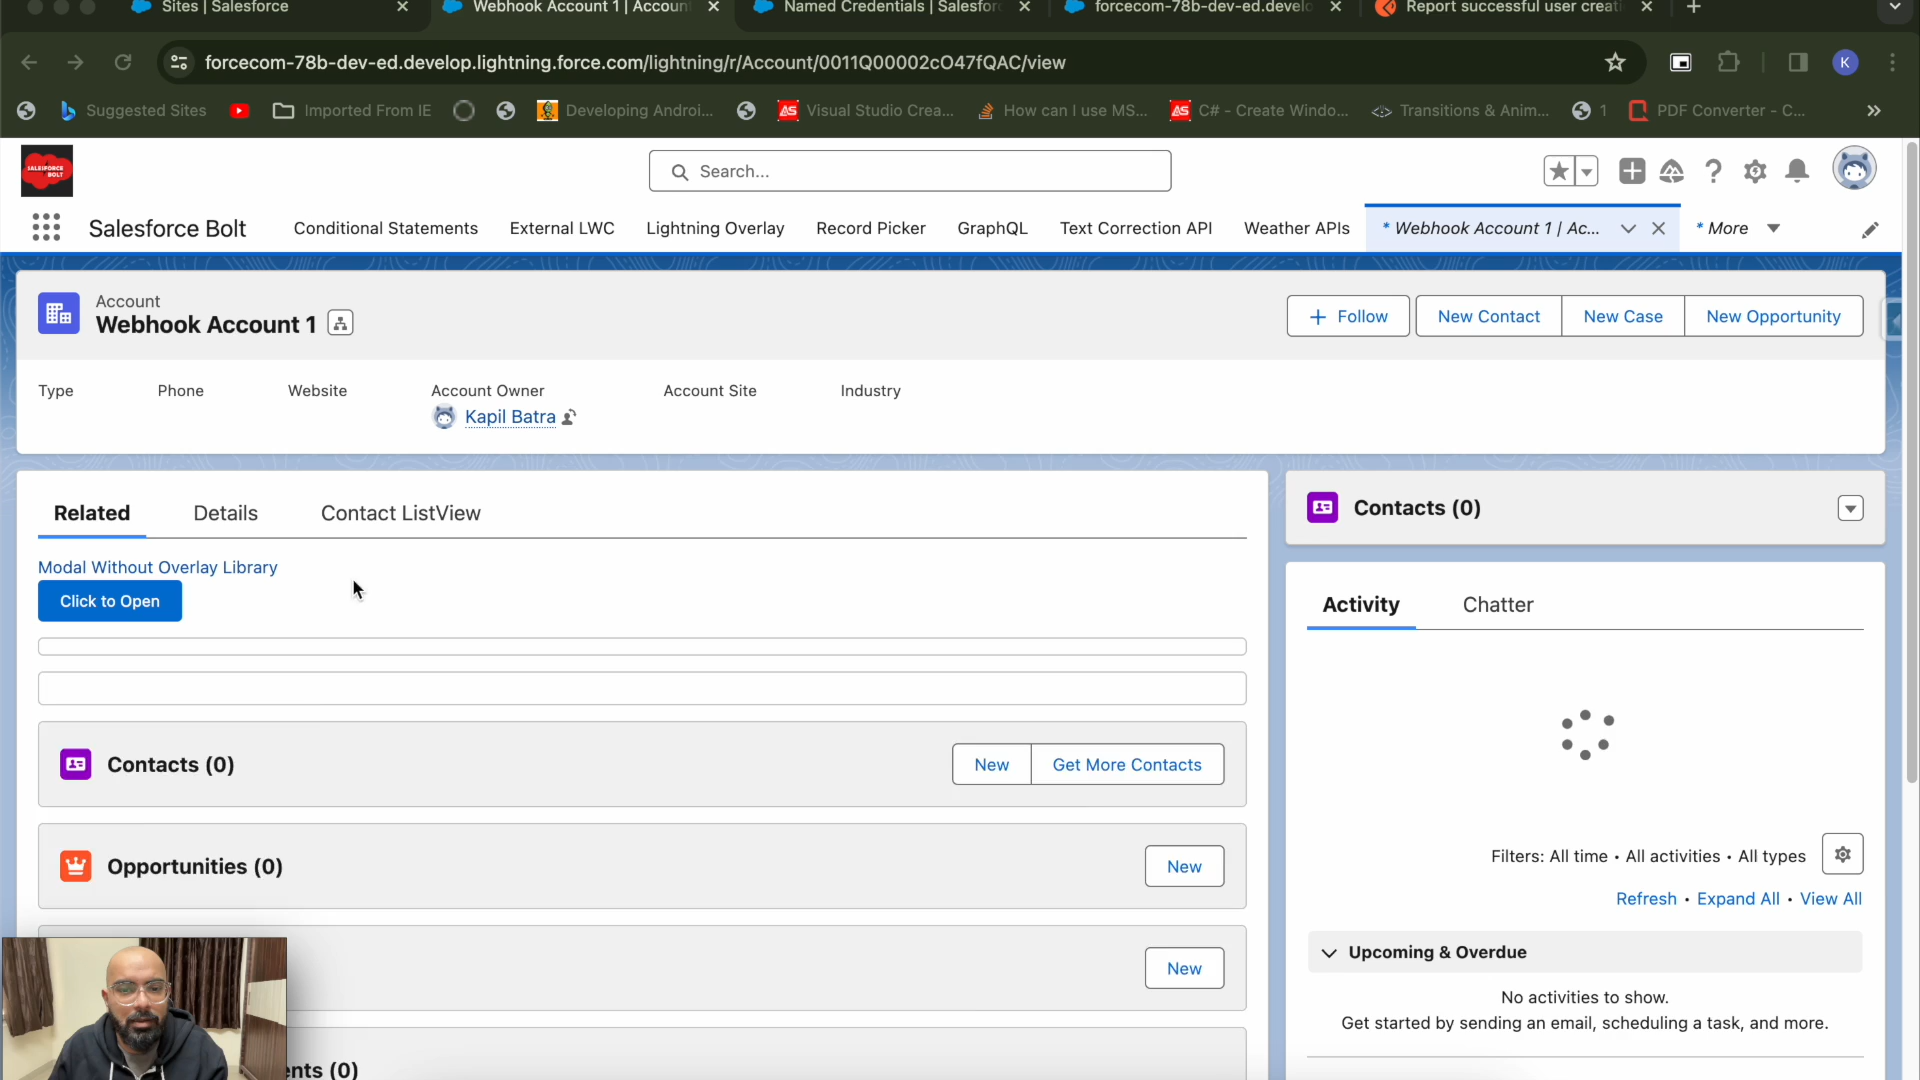 Sites | Salesforce
Webhook Account 1 | Accoun
Named Credentials | Salesforc
forcecom-78b-dev-ed.develo
Report successful user creati
forcecom-78b-dev-ed.develop.lightning.force.com/lightning/r/Account/0011Q00002cO47fQAC/view
K
Suggested Sites
Imported From IE
Developing Androi...
Visual Studio Crea...
How can I use MS...
C# - Create Windo...
Transitions & Anim...
1
PDF Converter - C...
SALESFORCE
BOLT
Search...
Salesforce Bolt
Conditional Statements
External LWC
Lightning Overlay
Record Picker
GraphQL
Text Correction API
Weather APIs
* Webhook Account 1 | Ac...
* More
Account
Webhook Account 1
Follow
New Contact
New Case
New Opportunity
Type
Phone
Website
Account Owner
Account Site
Industry
Kapil Batra
Related
Details
Contact ListView
Modal Without Overlay Library
Click to Open
Contacts (0)
New
Get More Contacts
Opportunities (0)
New
New
ents (0)
Contacts (0)
Activity
Chatter
Filters: All time • All activities • All types
Refresh • Expand All • View All
Upcoming & Overdue
No activities to show.
Get started by sending an email, scheduling a task, and more.